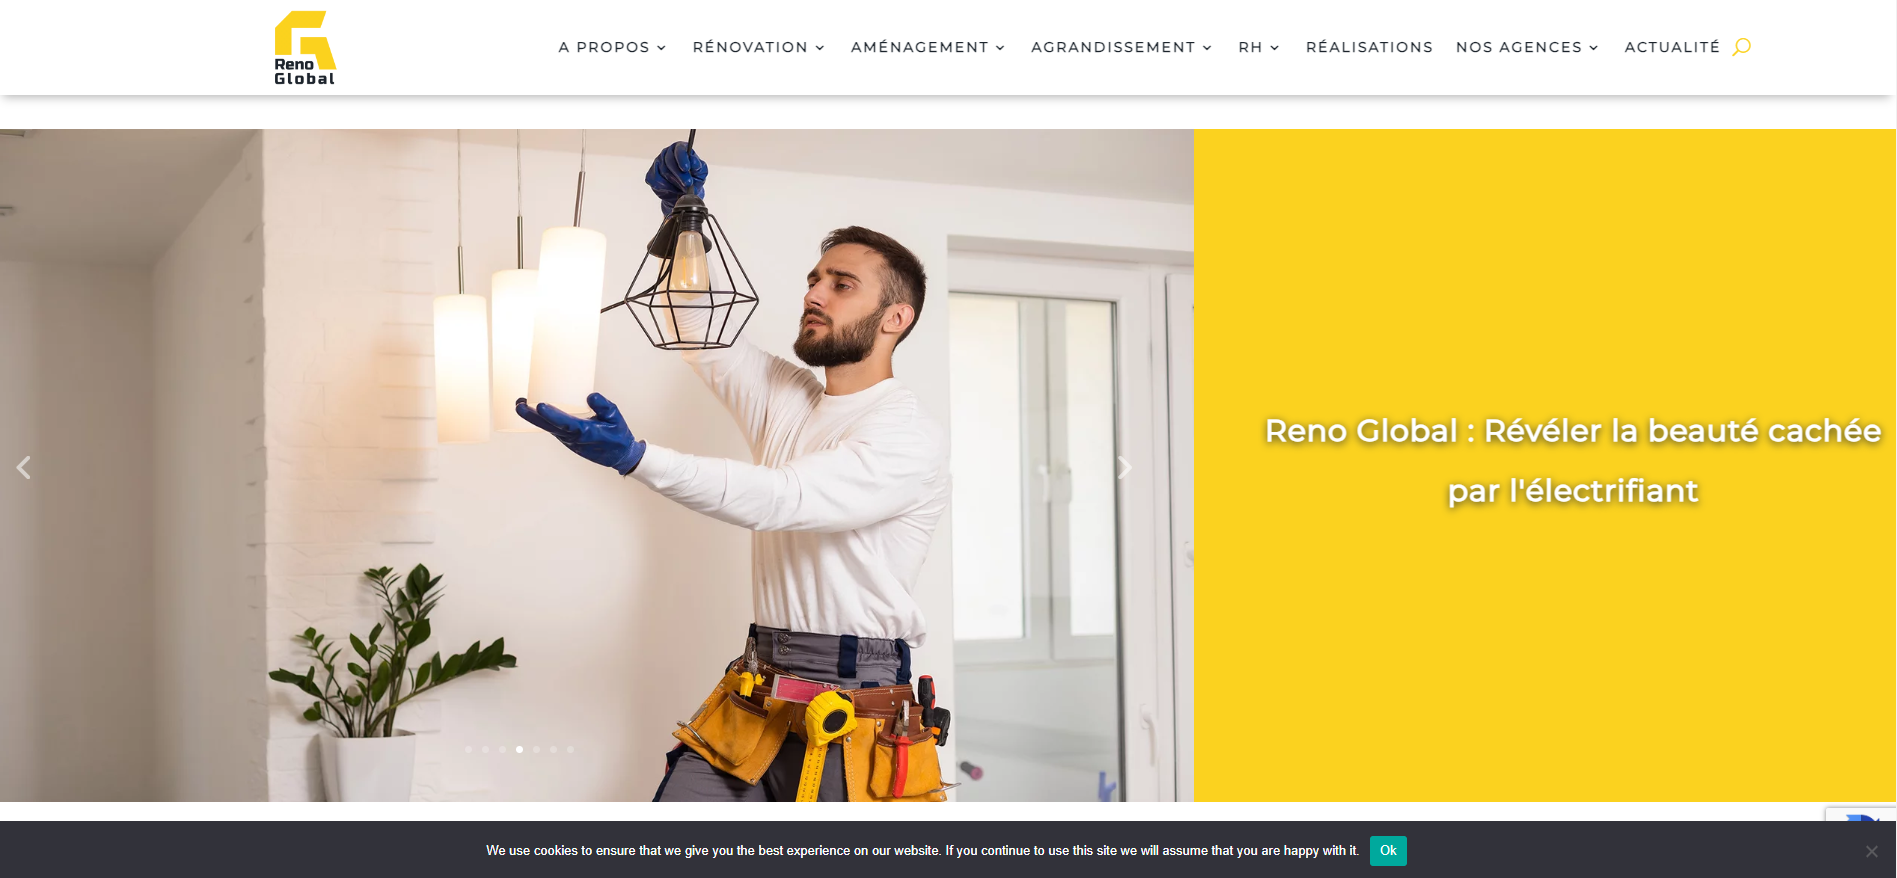 Reno
Global
A PROPOS
RÉNOVATION
AMÉNAGEMENT
AGRANDISSEMENT
RH
RÉALISATIONS
NOS AGENCES
ACTUALITÉ
Reno Global : Révéler la beauté cachée
par l'électrifiant
We use cookies to ensure that we give you the best experience on our website. If you continue to use this site we will assume that you are happy with it.
Ok